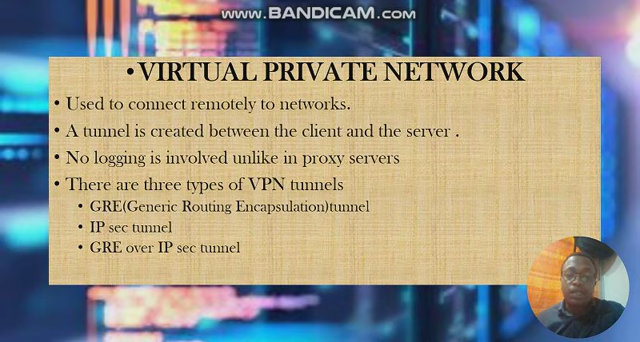 www.BANDICAM.com
•VIRTUAL PRIVATE NETWORK
• Used to connect remotely to networks.
• A tunnel is created between the client and the server .
• No logging is involved unlike in proxy servers
• There are three types of VPN tunnels
• GRE(Generic Routing Encapsulation)tunnel
• IP sec tunnel
• GRE over IP sec tunnel